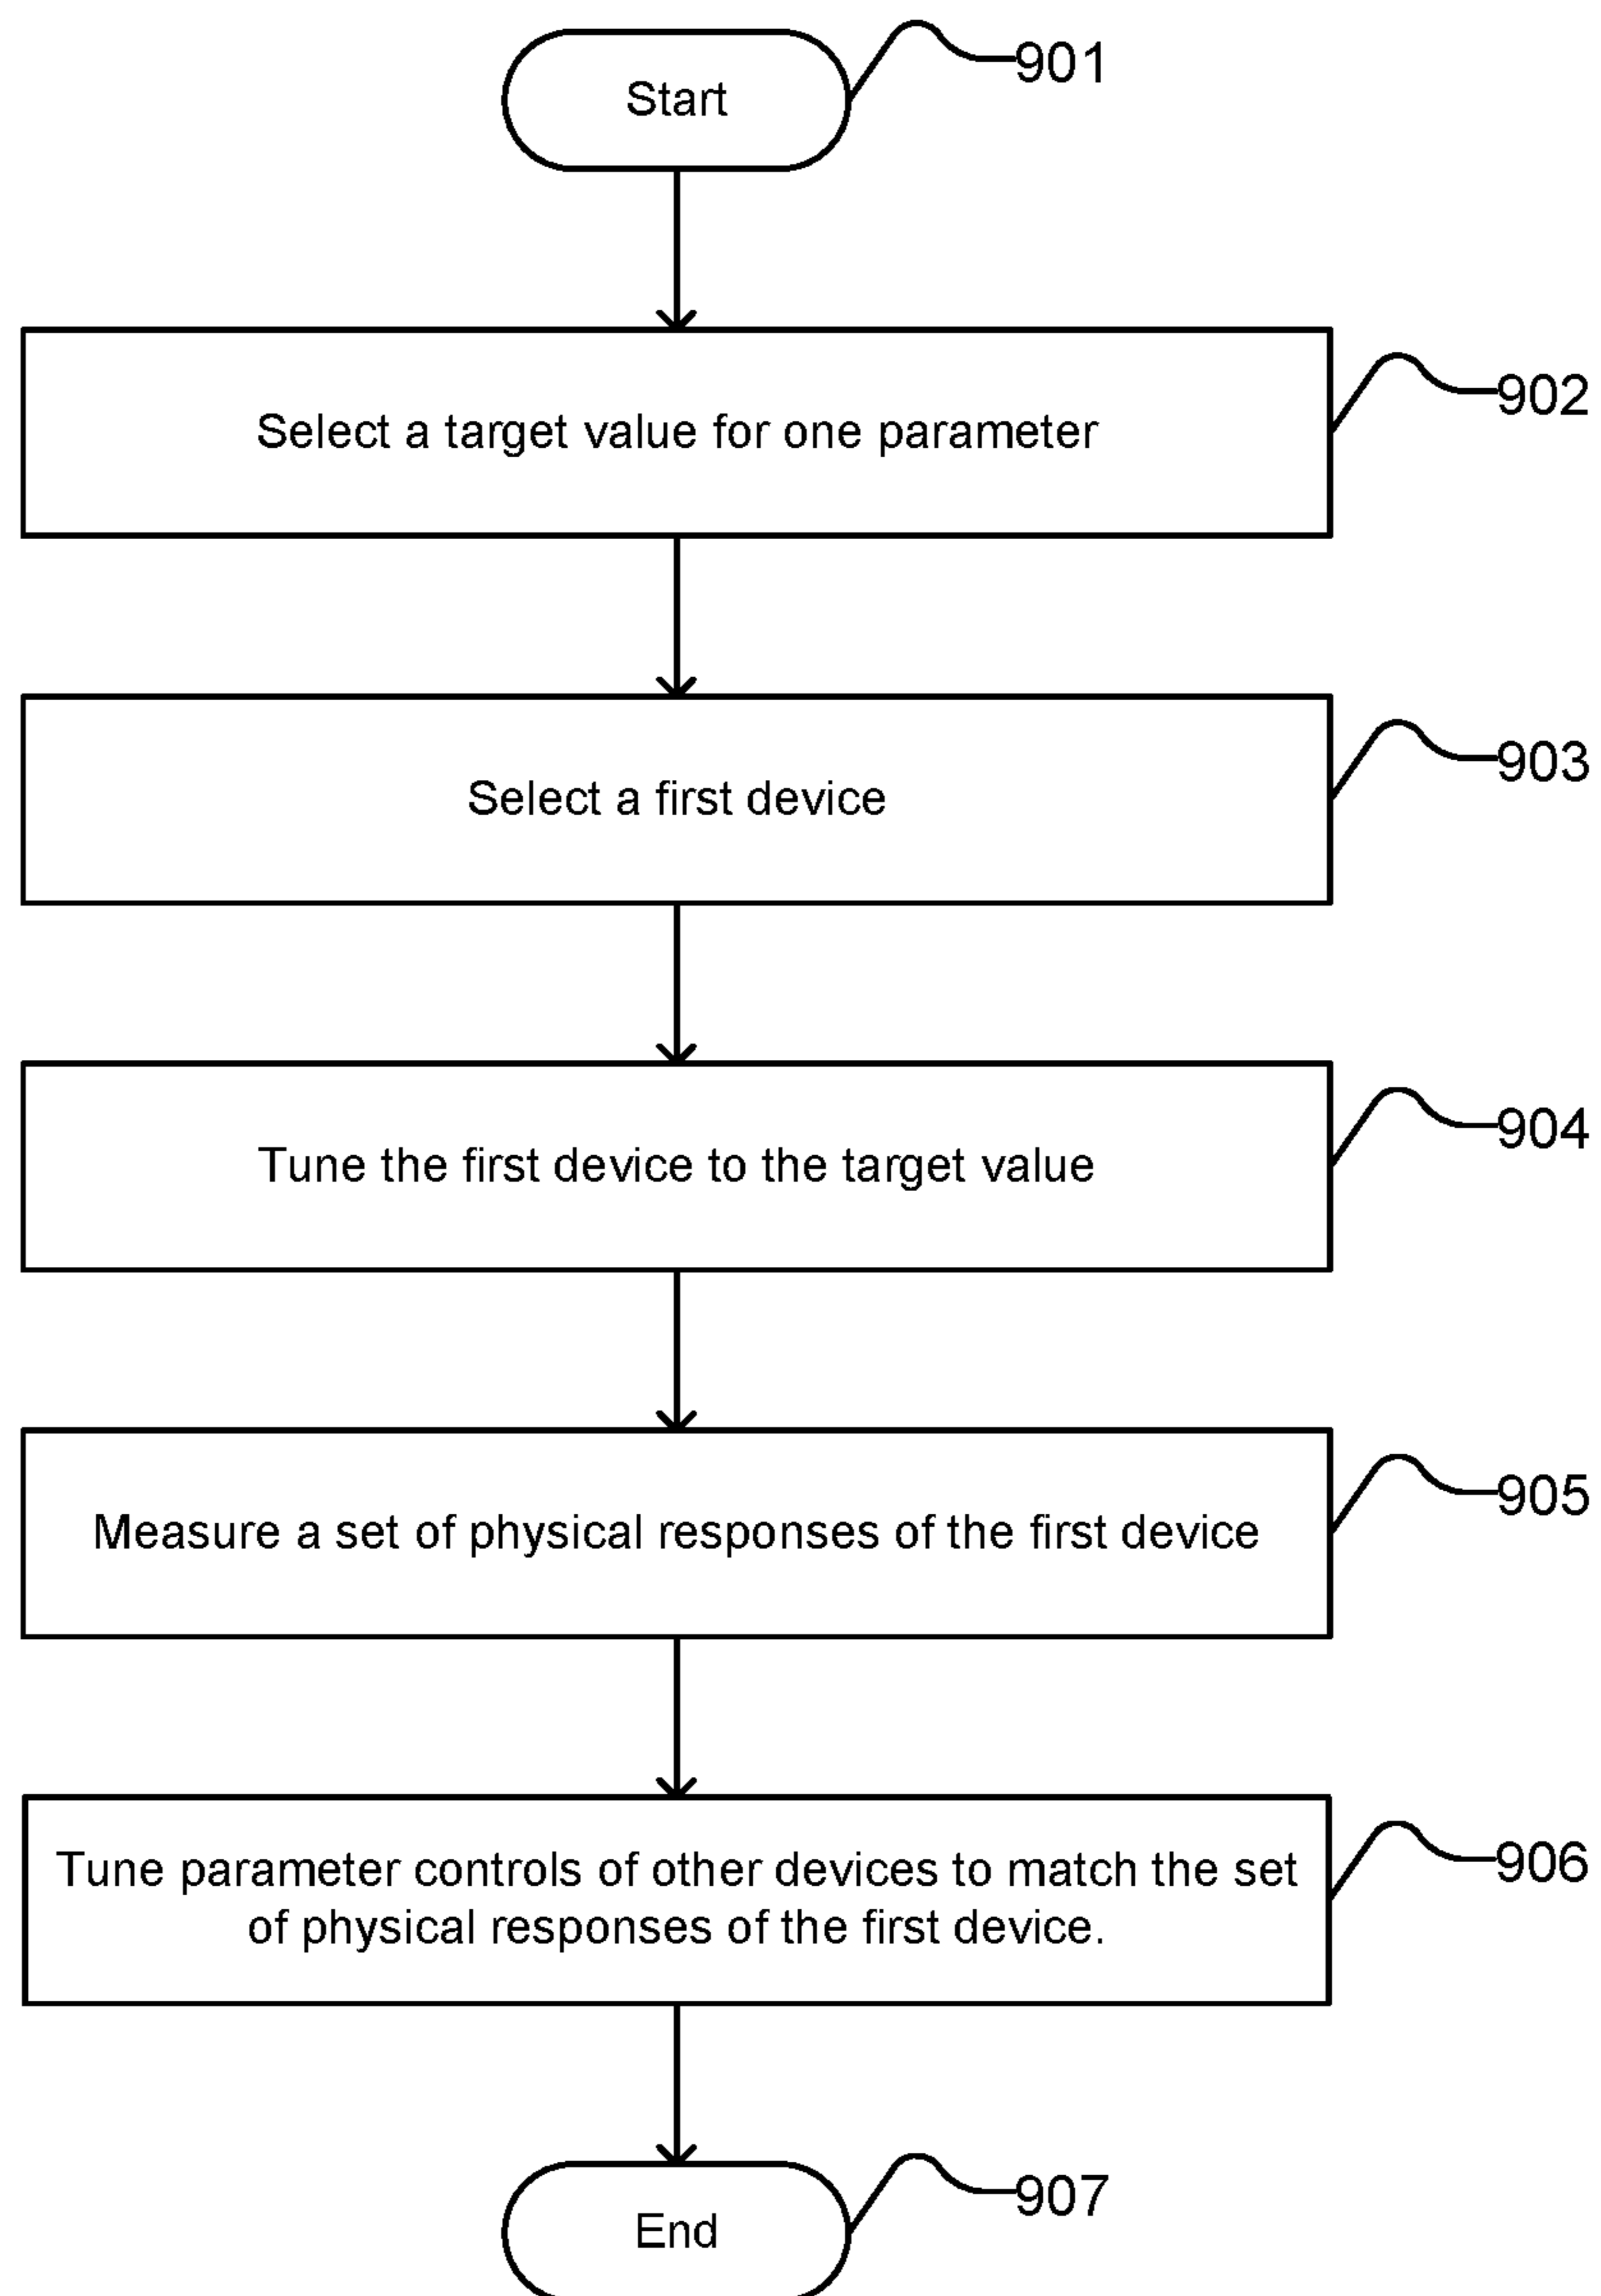 Start
901
Select a target value for one parameter
902
Select a first device
903
Tune the first device to the target value
904
Measure a set of physical responses of the first device
905
Tune parameter controls of other devices to match the set
of physical responses of the first device.
906
End
907